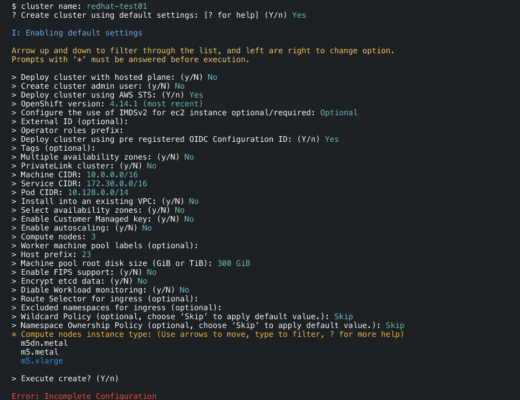 $ cluster name: redhat-test01
? Create cluster using default settings: [? for help] (Y/n) Yes
I: Enabling default settings
Arrow up and down to filter through the list, and left are right to change option.
Prompts with ‘*’ must be answered before execution.
> Deploy cluster with hosted plane: (y/N) No
> Create cluster admin user: (y/N) No
> Deploy cluster using AWS STS: (Y/n) Yes
> OpenShift version: 4.14.1 (most recent)
> Configure the use of IMDSv2 for ec2 instance optional/required: Optional
> External ID (optional):
> Operator roles prefix:
> Deploy cluster using pre registered OIDC Configuration ID: (Y/n) Yes
> Tags (optional):
> Multiple availability zones: (y/N) No
> PrivateLink cluster: (y/N) No
> Machine CIDR: 10.0.0.0/16
> Service CIDR: 172.30.0.0/16
> Pod CIDR: 10.128.0.0/14
> Install into an existing VPC: (y/N) No
> Select availability zones: (y/N) No
> Enable Customer Managed key: (y/N) No
> Enable autoscaling: (y/N) No
> Compute nodes: 3
> Worker machine pool labels (optional):
> Host prefix: 23
> Machine pool root disk size (GiB or TiB): 300 GiB
> Enable FIPS support: (y/N) No
> Encrypt etcd data: (y/N) No
> Diable Workload monitoring: (y/N) No
> Route Selector for ingress (optional):
> Excluded namespaces for ingress (optional):
> Wildcard Policy (optional, choose ‘Skip’ to apply default value.): Skip
> Namespace Ownership Policy (optional, choose ‘Skip’ to apply default value.): Skip
* Compute nodes instance type: (Use arrows to move, type to filter, ? for more help)
m5dn.metal
m5.metal
m5.xlarge
> Execute create? (Y/n)
Error: Incomplete Configuration